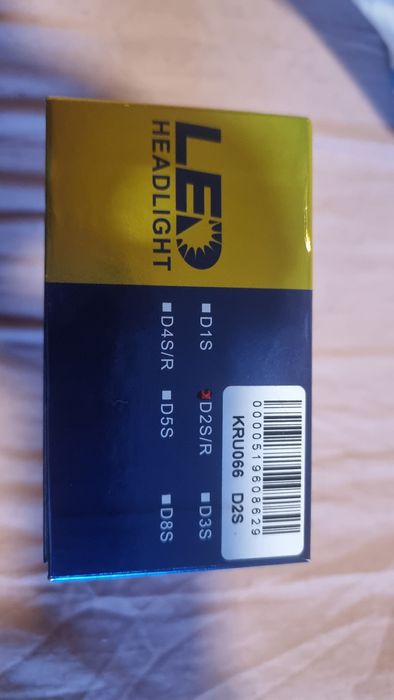 LED
HEADLIGHT
D1S D2S/R D3S
D4S/R D5S D8S
0000519608629
KRU066 D2S